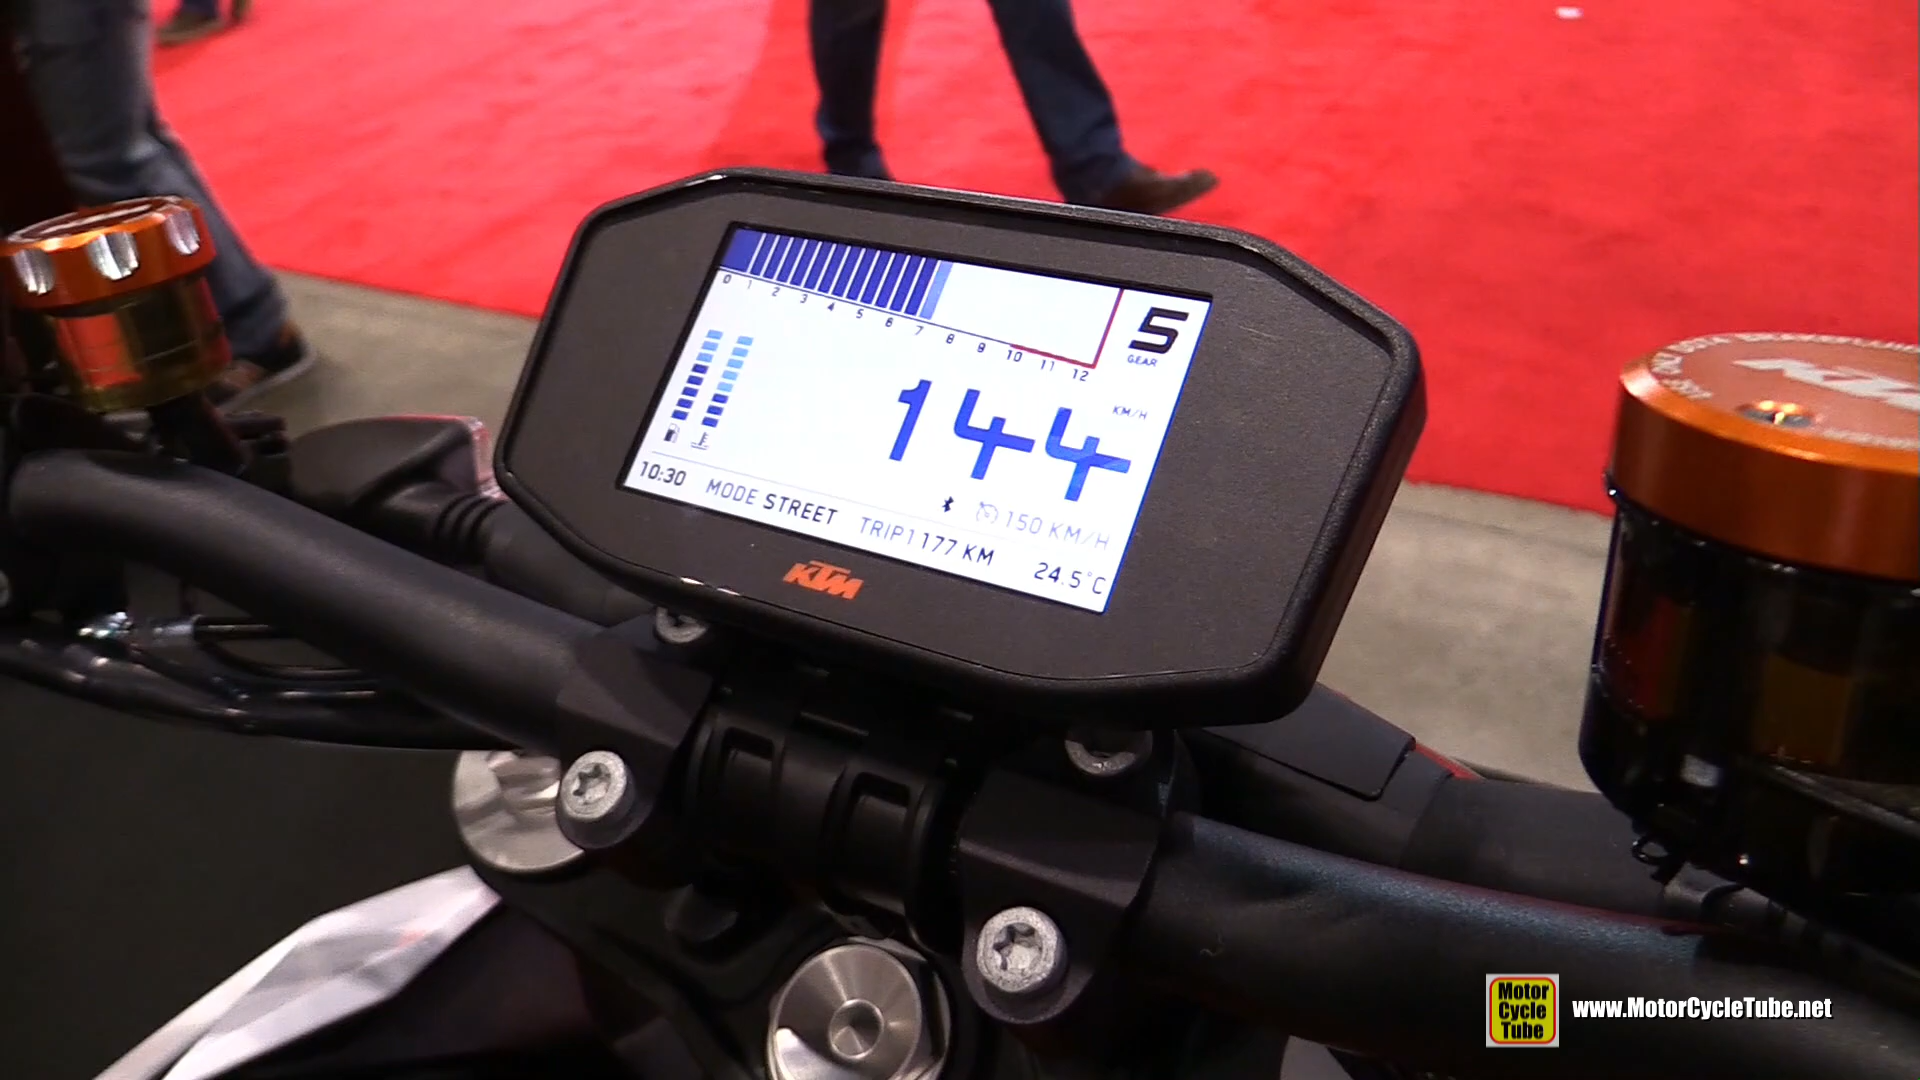 0 1 2 3 4 5 6 7 8 9 10 11 12
5
GEAR
KM/H
144
150 KM/H
10:30 MODE STREET TRIP1 177 KM 24.5°C
KTM
KTM
Motor
Cycle
Tube
www.MotorCycleTube.net